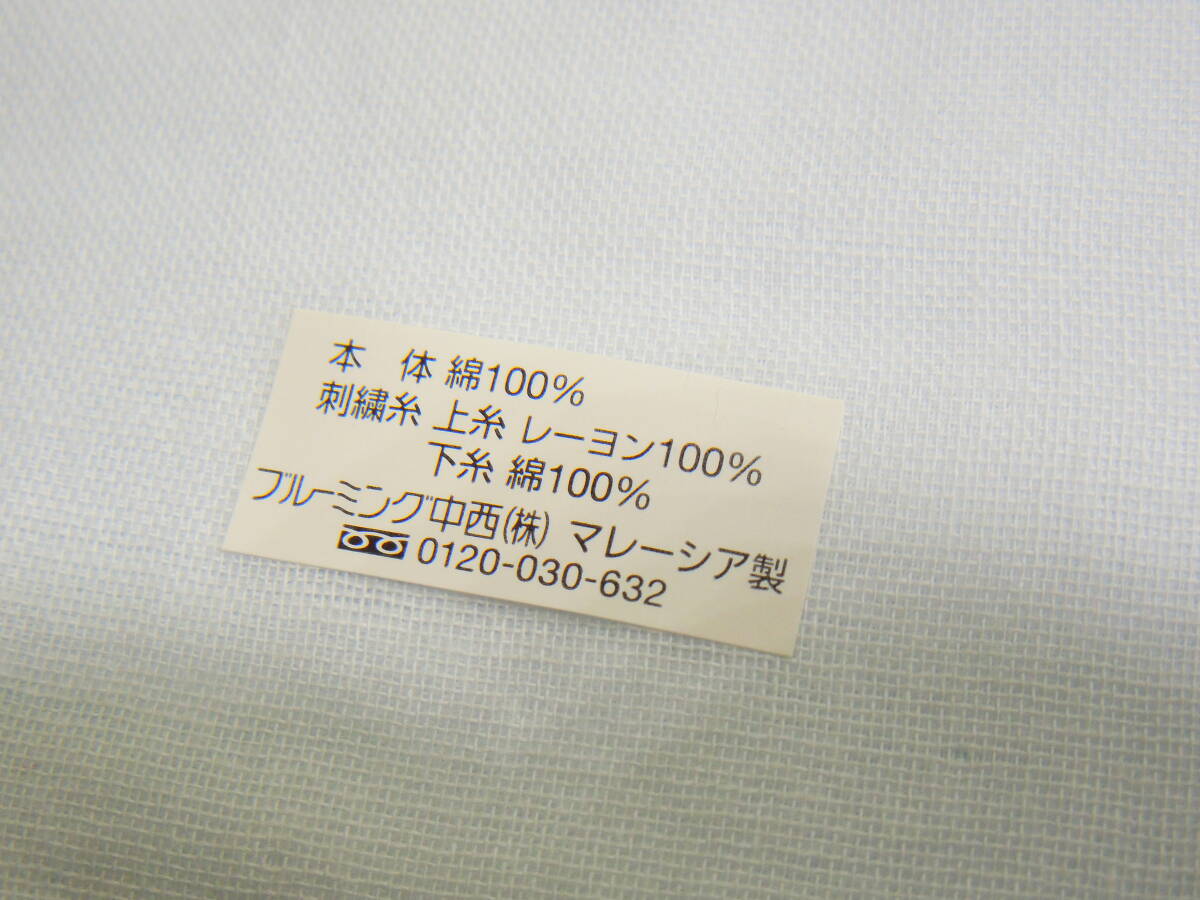 本　体 綿100%
刺繍糸 上糸 レーヨン100%
下糸 綿100%
ブルーミング中西(株) マレーシア製
0120-030-632